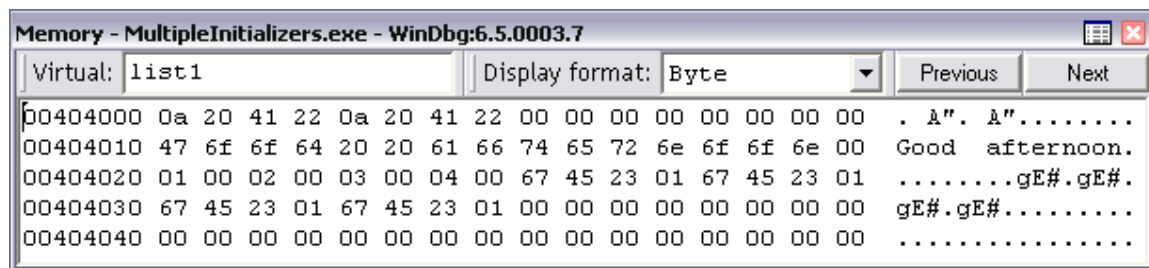 Memory - MultipleInitializers.exe - WinDbg:6.5.0003.7
Virtual: list1 Display format: Byte Previous Next
00404000 0a 20 41 22 0a 20 41 22 00 00 00 00 00 00 00 00 . A". A"........
00404010 47 6f 6f 64 20 20 61 66 74 65 72 6e 6f 6f 6e 00 Good  afternoon.
00404020 01 00 02 00 03 00 04 00 67 45 23 01 67 45 23 01 ........gE#.gE#.
00404030 67 45 23 01 67 45 23 01 00 00 00 00 00 00 00 00 gE#.gE#.........
00404040 00 00 00 00 00 00 00 00 00 00 00 00 00 00 00 00 ................